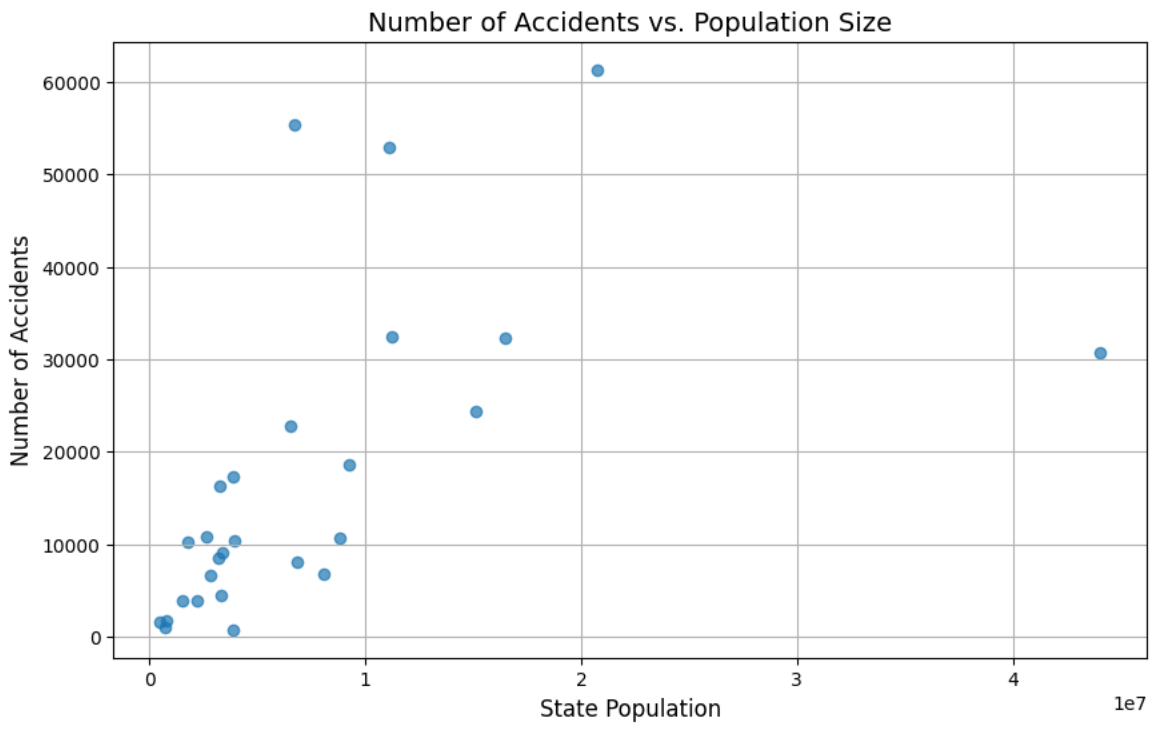 Number of Accidents vs. Population Size
Number of Accidents
60000
50000
40000
30000
20000
10000
0
0 1 2 3 4
1e7
State Population